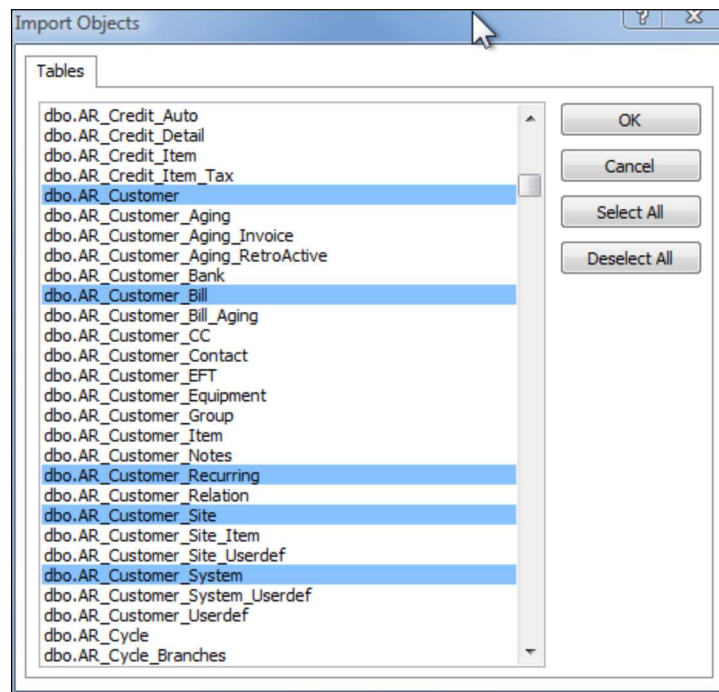 Import Objects
Tables
dbo.AR_Credit_Auto
dbo.AR_Credit_Detail
dbo.AR_Credit_Item
dbo.AR_Credit_Item_Tax
dbo.AR_Customer
dbo.AR_Customer_Aging
dbo.AR_Customer_Aging_Invoice
dbo.AR_Customer_Aging_RetroActive
dbo.AR_Customer_Bank
dbo.AR_Customer_Bill
dbo.AR_Customer_Bill_Aging
dbo.AR_Customer_CC
dbo.AR_Customer_Contact
dbo.AR_Customer_EFT
dbo.AR_Customer_Equipment
dbo.AR_Customer_Group
dbo.AR_Customer_Item
dbo.AR_Customer_Notes
dbo.AR_Customer_Recurring
dbo.AR_Customer_Relation
dbo.AR_Customer_Site
dbo.AR_Customer_Site_Item
dbo.AR_Customer_Site_Userdef
dbo.AR_Customer_System
dbo.AR_Customer_System_Userdef
dbo.AR_Customer_Userdef
dbo.AR_Cycle
dbo.AR_Cycle_Branches
OK
Cancel
Select All
Deselect All